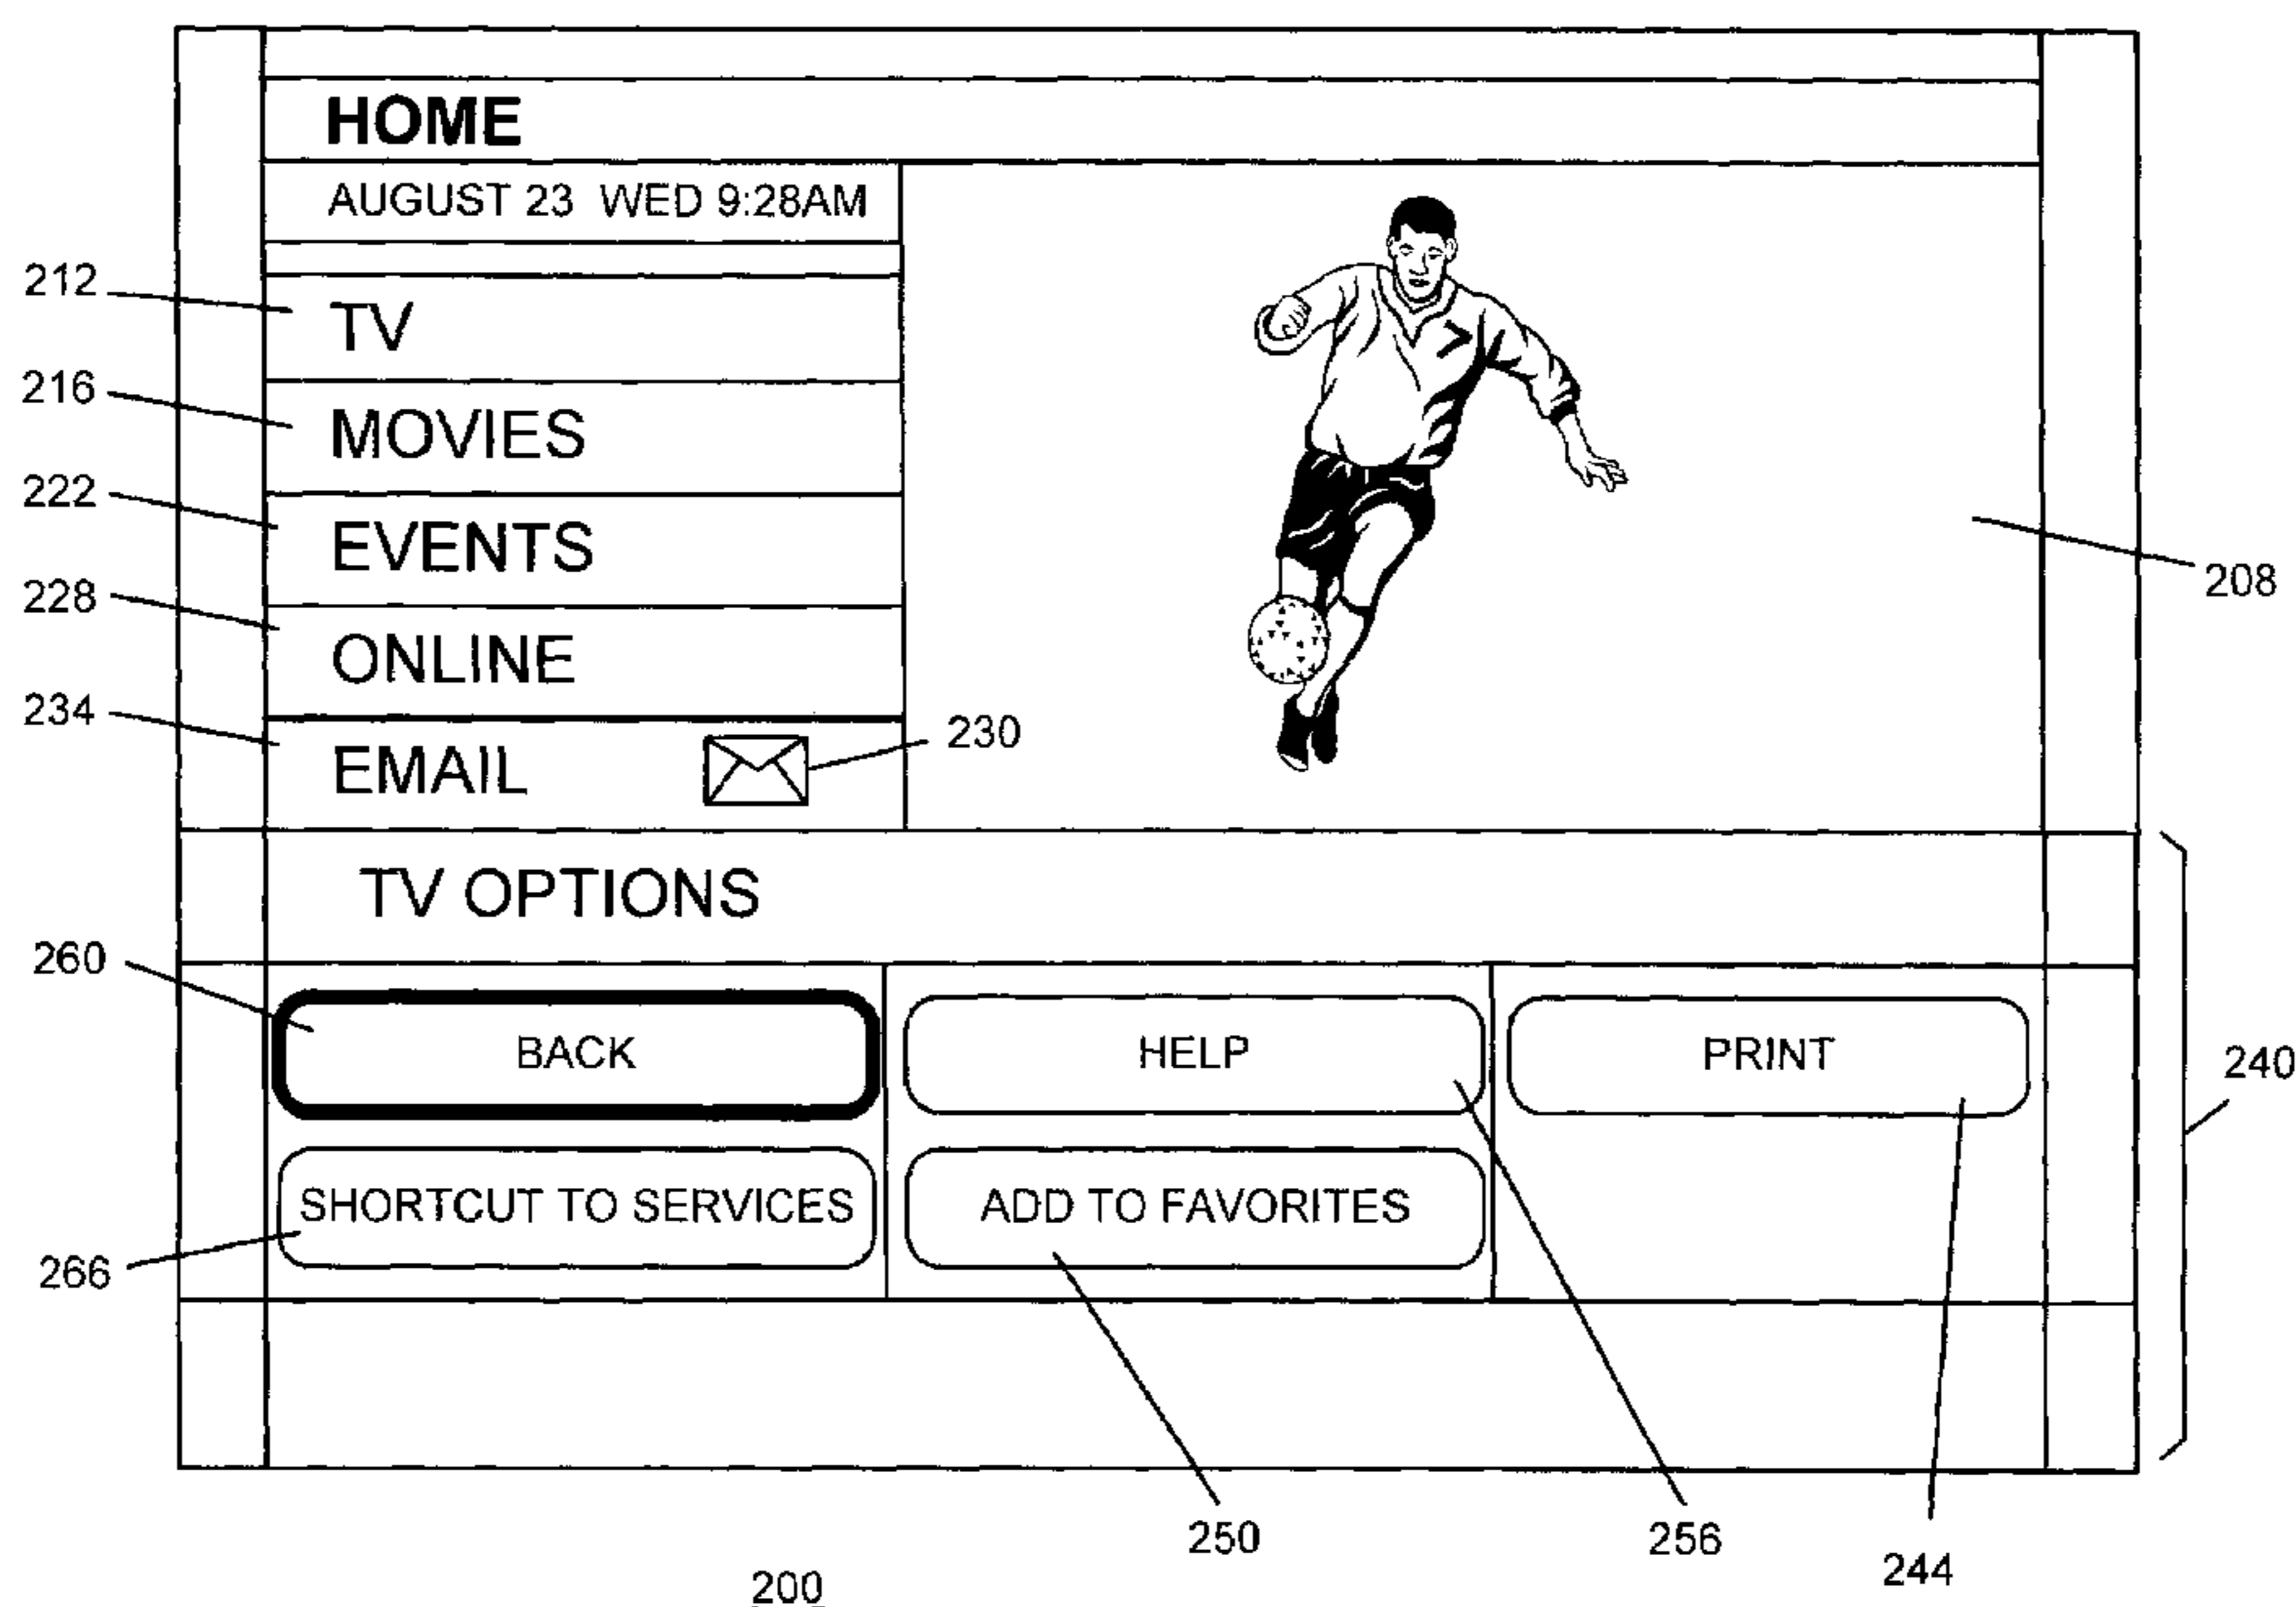 HOME
AUGUST 23 WED 9:28AM
212
TV
216
MOVIES
222
EVENTS
208
228
ONLINE
234
EMAIL
230
TV OPTIONS
260
BACK
HELP
PRINT
240
SHORTCUT TO SERVICES
ADD TO FAVORITES
266
250
256
244
200
7